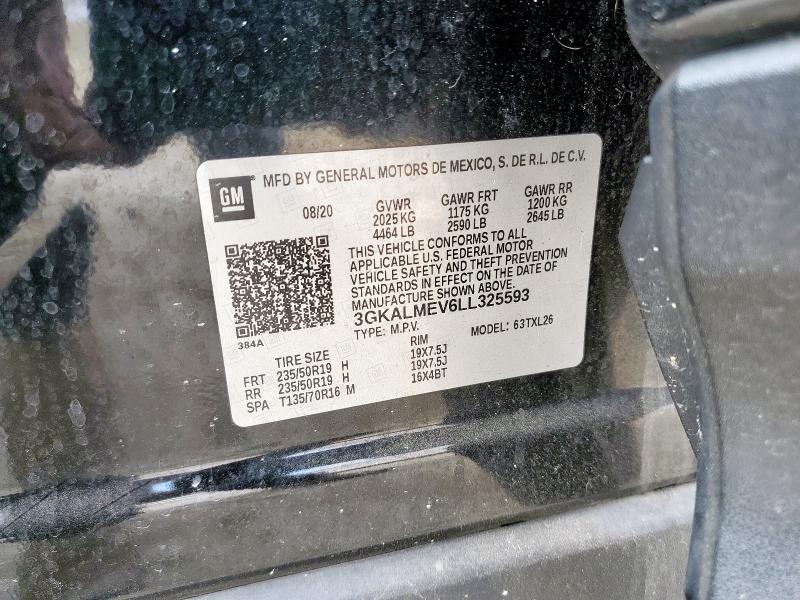 GM
MFD BY GENERAL MOTORS DE MEXICO, S. DE R.L. DE C.V.
08/20 GVWR GAWR FRT GAWR RR
2025 KG 1175 KG 1200 KG
4464 LB 2590 LB 2645 LB
THIS VEHICLE CONFORMS TO ALL
APPLICABLE U.S. FEDERAL MOTOR
VEHICLE SAFETY AND THEFT PREVENTION
STANDARDS IN EFFECT ON THE DATE OF
MANUFACTURE SHOWN ABOVE.
3GKALMEV6LL325593
384A
TYPE: M.P.V. MODEL: 63TXL26
TIRE SIZE RIM
FRT 235/50R19 H 19X7.5J
RR 235/50R19 H 19X7.5J
SPA T135/70R16 M 16X4BT